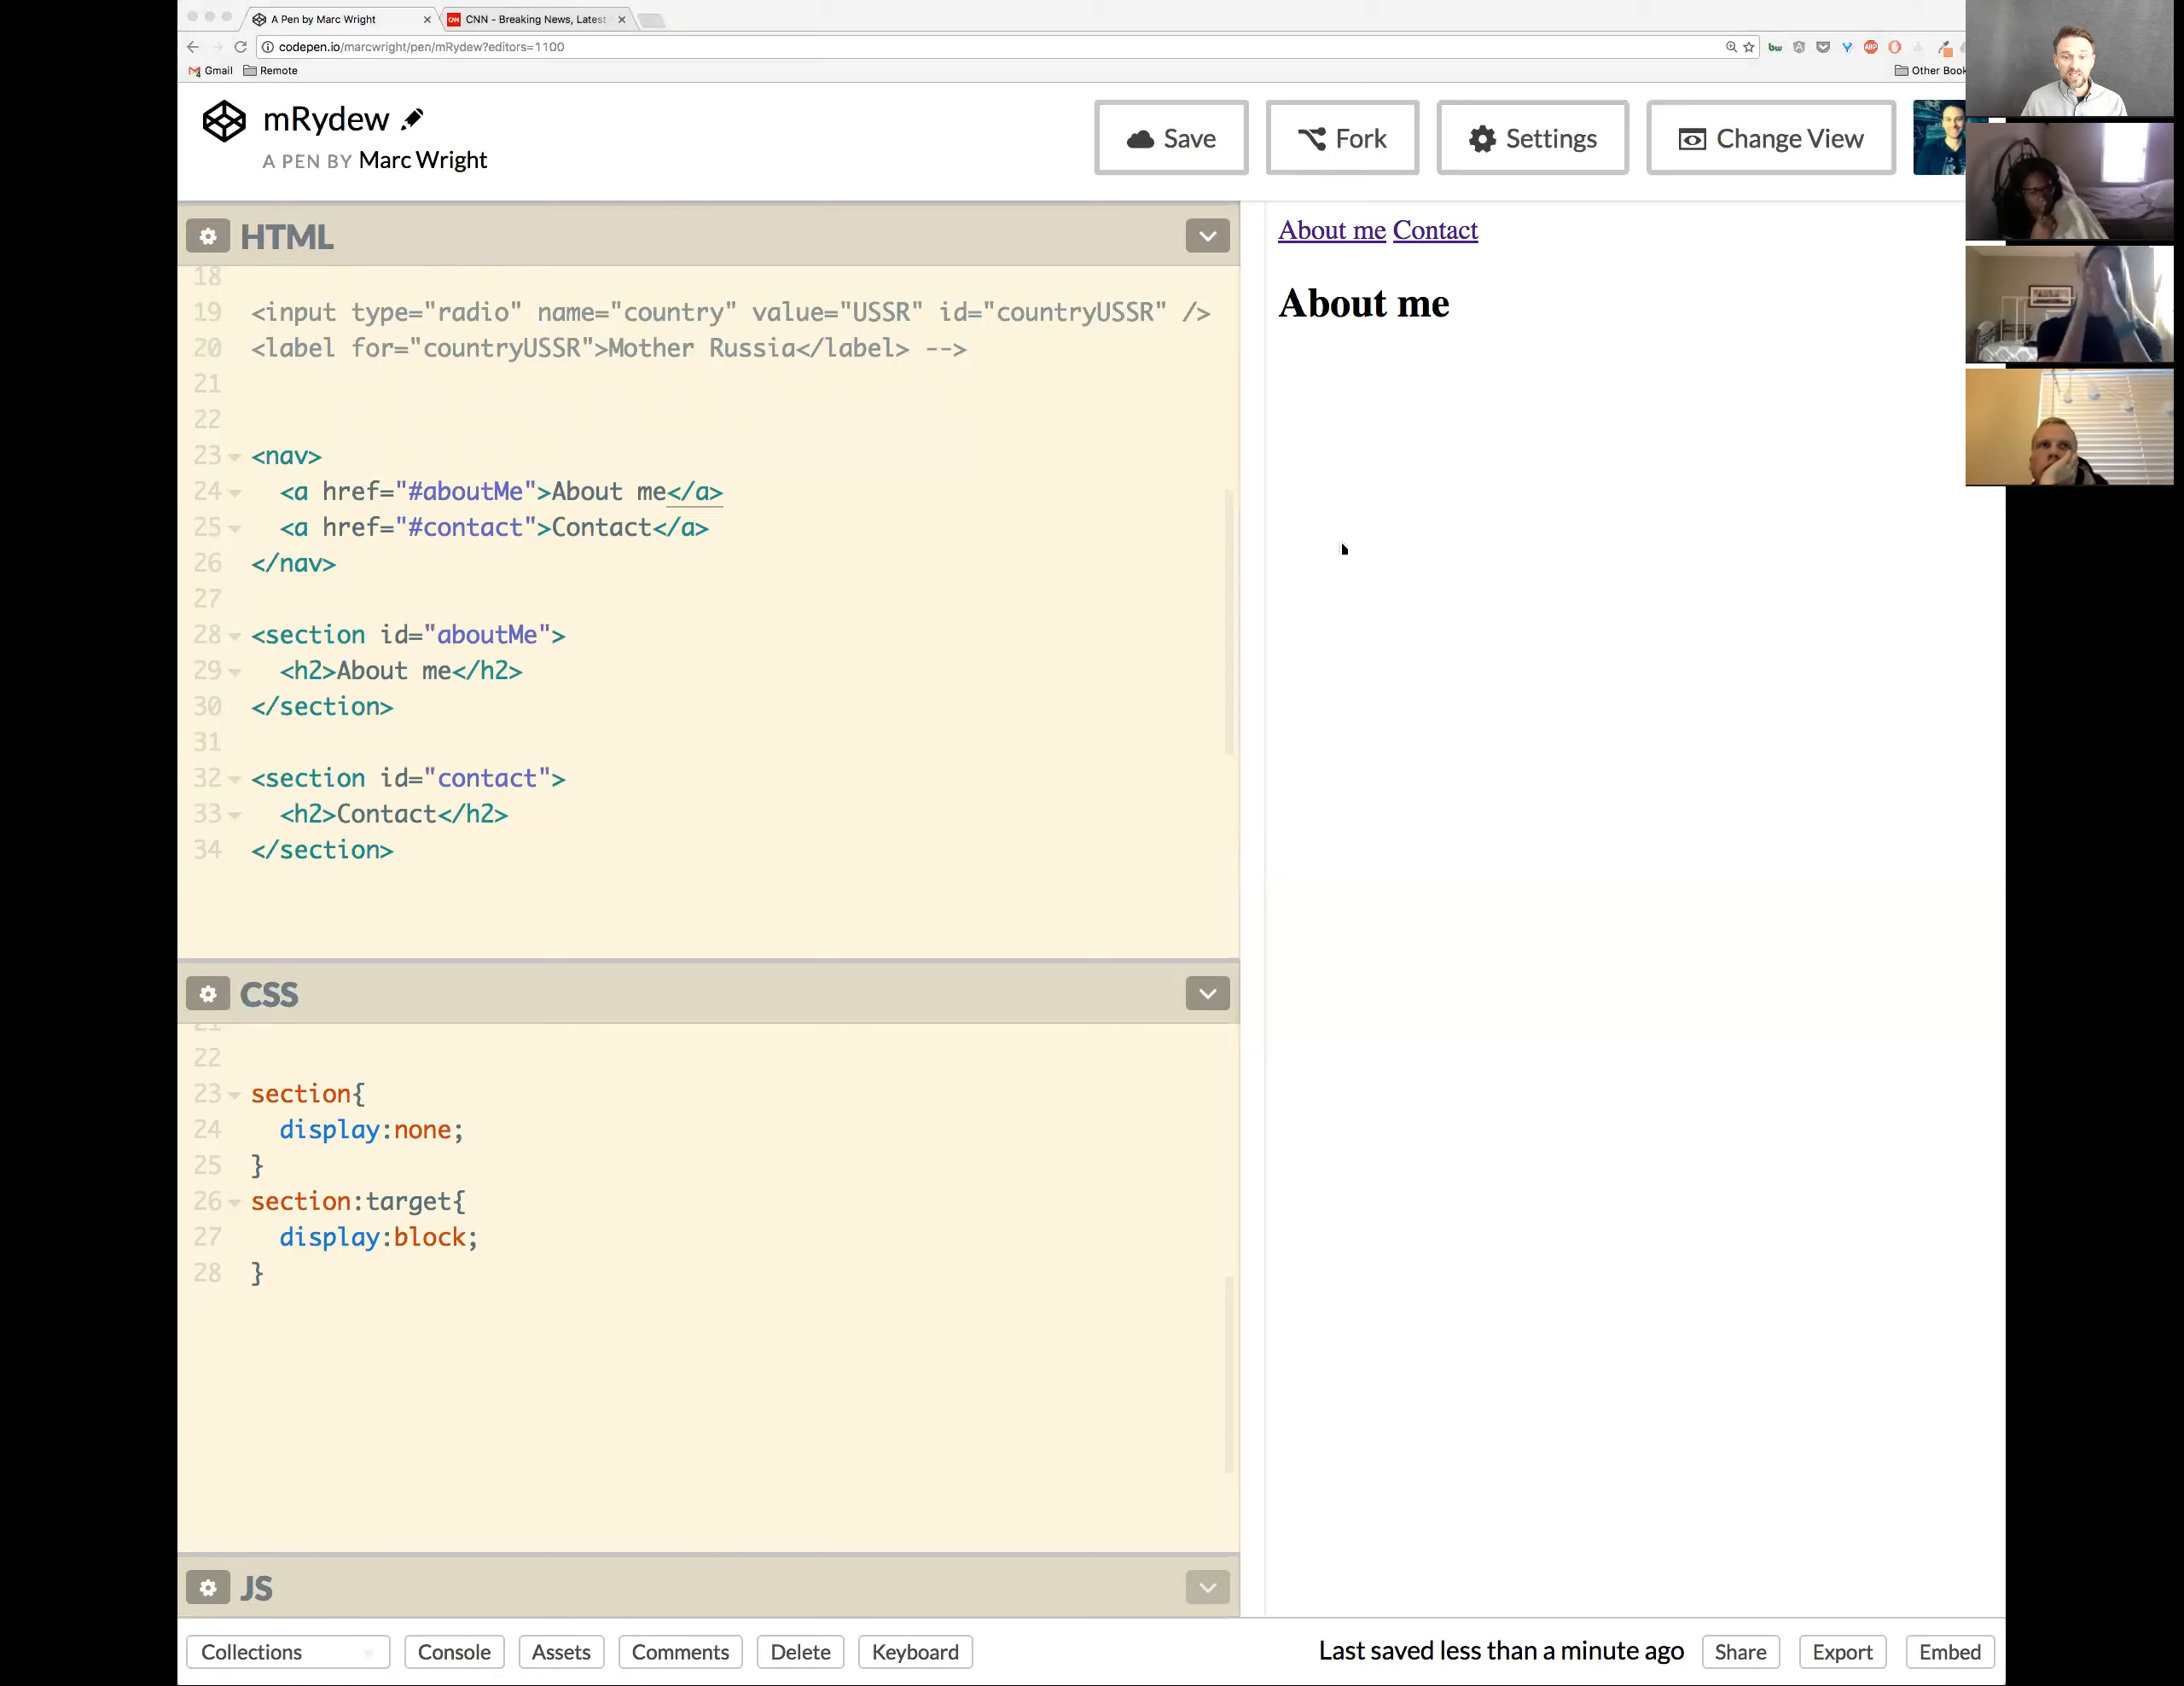 A Pen by Marc Wright
CNN - Breaking News, Latest
codepen.io/marcwright/pen/mRydew?editors=1100
Gmail Remote
Other Book
mRydew
A PEN BY Marc Wright
Save Fork Settings Change View
HTML
18
19 <input type="radio" name="country" value="USSR" id="countryUSSR" />
20 <label for="countryUSSR">Mother Russia</label> -->
21
22
23 <nav>
24 <a href="#aboutMe">About me</a>
25 <a href="#contact">Contact</a>
26 </nav>
27
28 <section id="aboutMe">
29 <h2>About me</h2>
30 </section>
31
32 <section id="contact">
33 <h2>Contact</h2>
34 </section>
CSS
21
22
23 section{
24 display:none;
25 }
26 section:target{
27 display:block;
28 }
JS
About me Contact
About me
Collections Console Assets Comments Delete Keyboard
Last saved less than a minute ago Share Export Embed